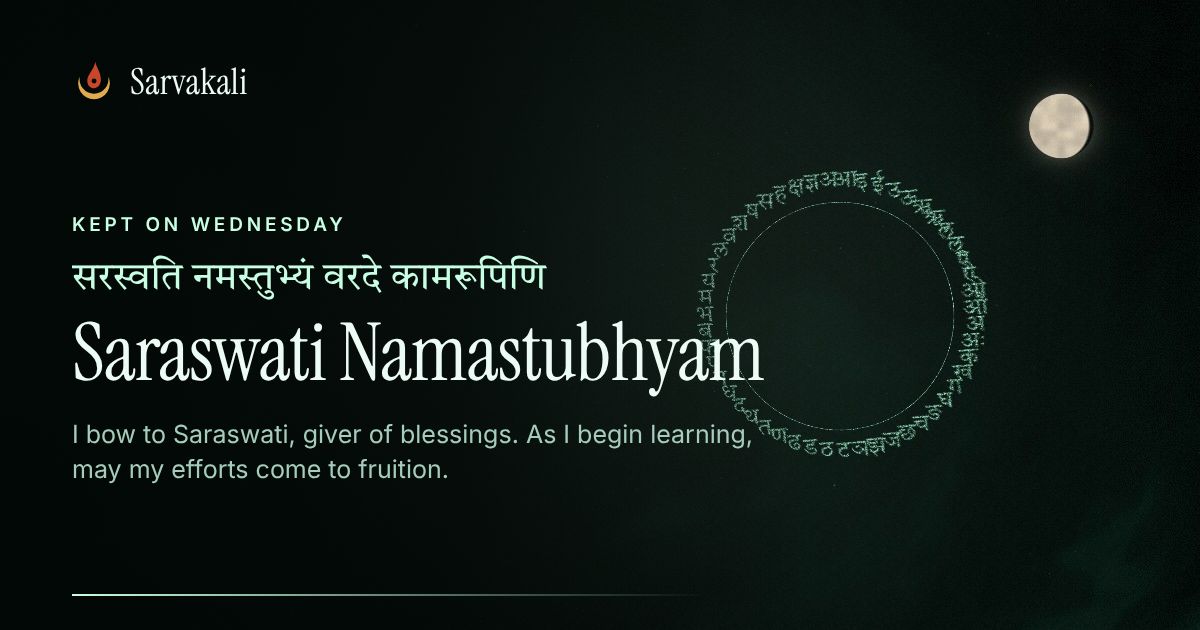 Sarvakali
KEPT ON WEDNESDAY
सरस्वति नमस्तुभ्यं वरदे कामरूपिणि
Saraswati Namastubhyam
I bow to Saraswati, giver of blessings. As I begin learning,
may my efforts come to fruition.